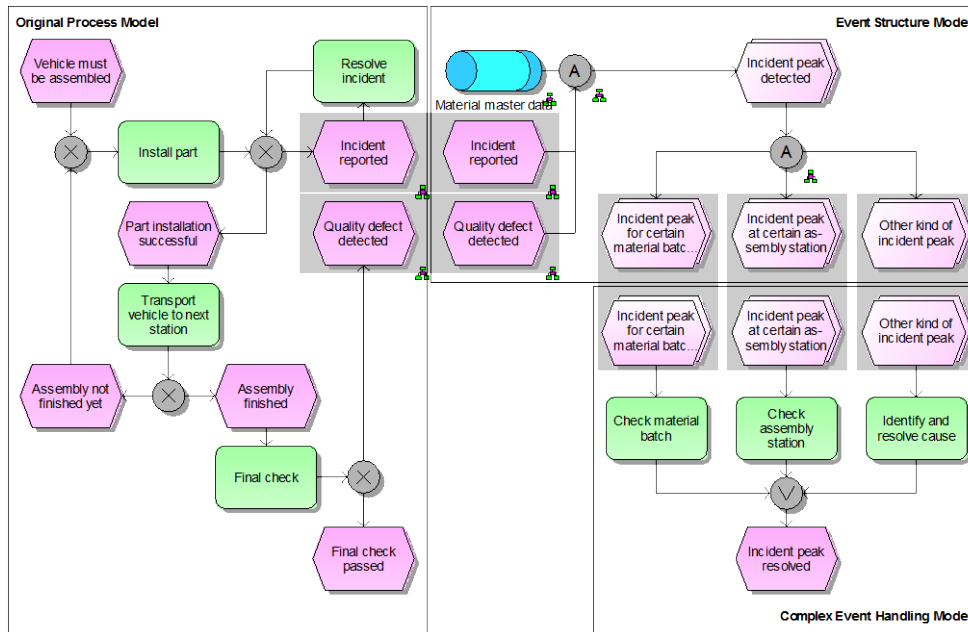 Original Process Model
Vehicle must
be assembled
Resolve
incident
Install part
Incident
reported
Part installation
successful
Quality defect
detected
Transport
vehicle to next
station
Assembly not
finished yet
Assembly
finished
Final check
Final check
passed
Event Structure Mode
Material master data
A
Incident peak
detected
Incident
reported
A
Quality defect
detected
Incident peak
for certain
material batc...
Incident peak
at certain as-
sembly station
Other kind of
incident peak
Incident peak
for certain
material batc...
Incident peak
at certain as-
sembly station
Other kind of
incident peak
Check material
batch
Check
assembly
station
Identify and
resolve cause
Incident peak
resolved
Complex Event Handling Mode